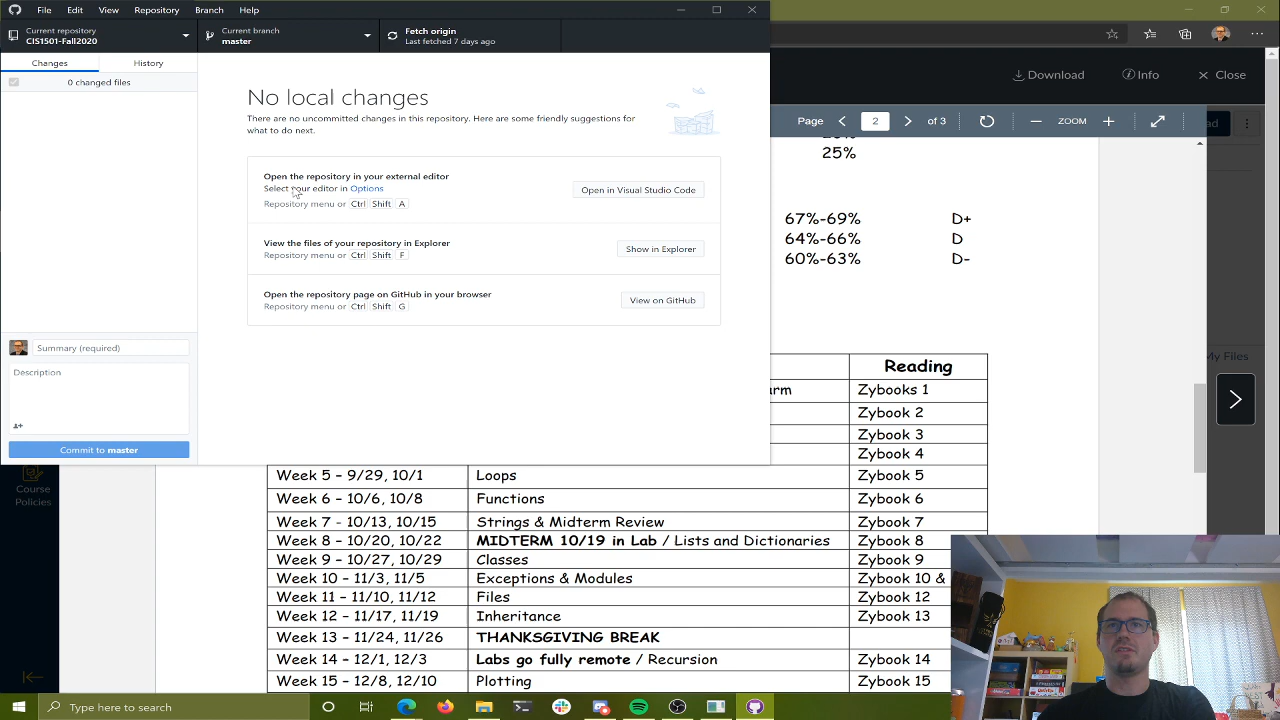 File Edit View Repository Branch Help
Current repository
CIS1501-Fall2020
Current branch
master
Fetch origin
Last fetched 7 days ago
Changes
History
0 changed files
No local changes
There are no uncommitted changes in this repository. Here are some friendly suggestions for
what to do next.
Open the repository in your external editor
Select your editor in Options
Repository menu or Ctrl Shift A
Open in Visual Studio Code
View the files of your repository in Explorer
Repository menu or Ctrl Shift F
Show in Explorer
Open the repository page on GitHub in your browser
Repository menu or Ctrl Shift G
View on GitHub
Summary (required)
Description
Commit to master
Download
Info
Close
Page 2 of 3
ZOOM
25%
67%-69% D+
64%-66% D
60%-63% D-
My Files
Reading
Zybooks 1
Zybook 2
Zybook 3
Zybook 4
Week 5 – 9/29, 10/1 Loops Zybook 5
Week 6 – 10/6, 10/8 Functions Zybook 6
Week 7 - 10/13, 10/15 Strings & Midterm Review Zybook 7
Week 8 – 10/20, 10/22 MIDTERM 10/19 in Lab / Lists and Dictionaries Zybook 8
Week 9 – 10/27, 10/29 Classes Zybook 9
Week 10 – 11/3, 11/5 Exceptions & Modules Zybook 10 &
Week 11 – 11/10, 11/12 Files Zybook 12
Week 12 – 11/17, 11/19 Inheritance Zybook 13
Week 13 – 11/24, 11/26 THANKSGIVING BREAK
Week 14 – 12/1, 12/3 Labs go fully remote / Recursion Zybook 14
Week 15 – 12/8, 12/10 Plotting Zybook 15
Course
Policies
Type here to search